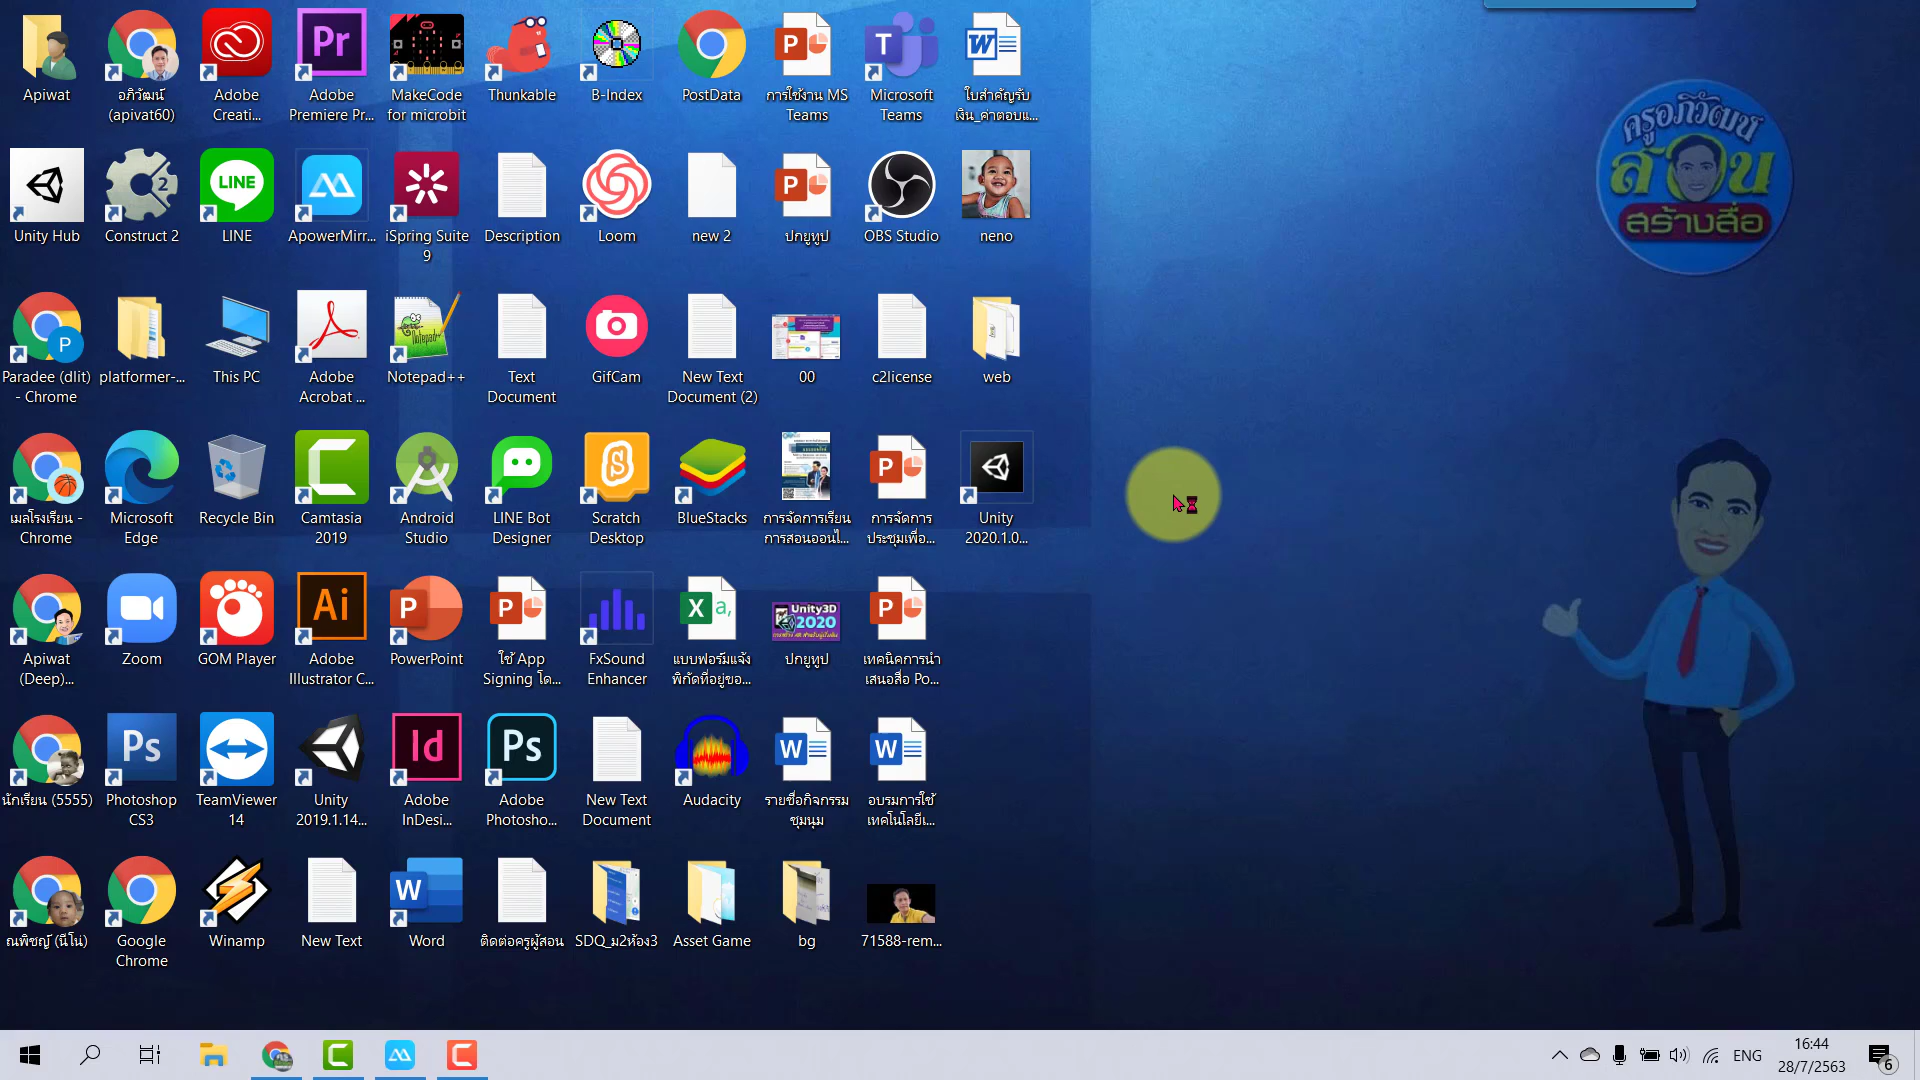 Apiwat
อภิวัฒน์
(apivat60)
Adobe
Creati...
Adobe
Premiere Pr...
MakeCode
for microbit
Thunkable
B-Index
PostData
การใช้งาน MS
Teams
Microsoft
Teams
ใบสำคัญรับ
เงิน_ค่าตอบแ...
ครูอภิวัฒน์
สอน
สร้างสื่อ
Unity Hub
Construct 2
LINE
ApowerMirr...
iSpring Suite
9
Description
Loom
new 2
ปกยูทูป
OBS Studio
neno
Paradee (dlit)
- Chrome
platformer-...
This PC
Adobe
Acrobat ...
Notepad++
Text
Document
GifCam
New Text
Document (2)
00
c2license
web
เมลโรงเรียน -
Chrome
Microsoft
Edge
Recycle Bin
Camtasia
2019
Android
Studio
LINE Bot
Designer
Scratch
Desktop
BlueStacks
การจัดการเรียน
การสอนออนไ...
การจัดการ
ประชุมเพื่อ...
Unity
2020.1.0...
Apiwat
(Deep)...
Zoom
GOM Player
Adobe
Illustrator C...
PowerPoint
ใช้ App
Signing โด...
FxSound
Enhancer
แบบฟอร์มแจ้ง
พิกัดที่อยู่ขอ...
Unity3D
2020
ปกยูทูป
เทคนิคการนำ
เสนอสื่อ Po...
นักเรียน (5555)
Photoshop
CS3
TeamViewer
14
Unity
2019.1.14...
Adobe
InDesi...
Adobe
Photosho...
New Text
Document
Audacity
รายชื่อกิจกรรม
ชุมนุม
อบรมการใช้
เทคโนโลยีเ...
ณพิชญ์ (นีโน่)
Google
Chrome
Winamp
New Text
Word
ติดต่อครูผู้สอน
SDQ_ม2ห้อง3
Asset Game
bg
71588-rem...
ENG
16:44
28/7/2563
6